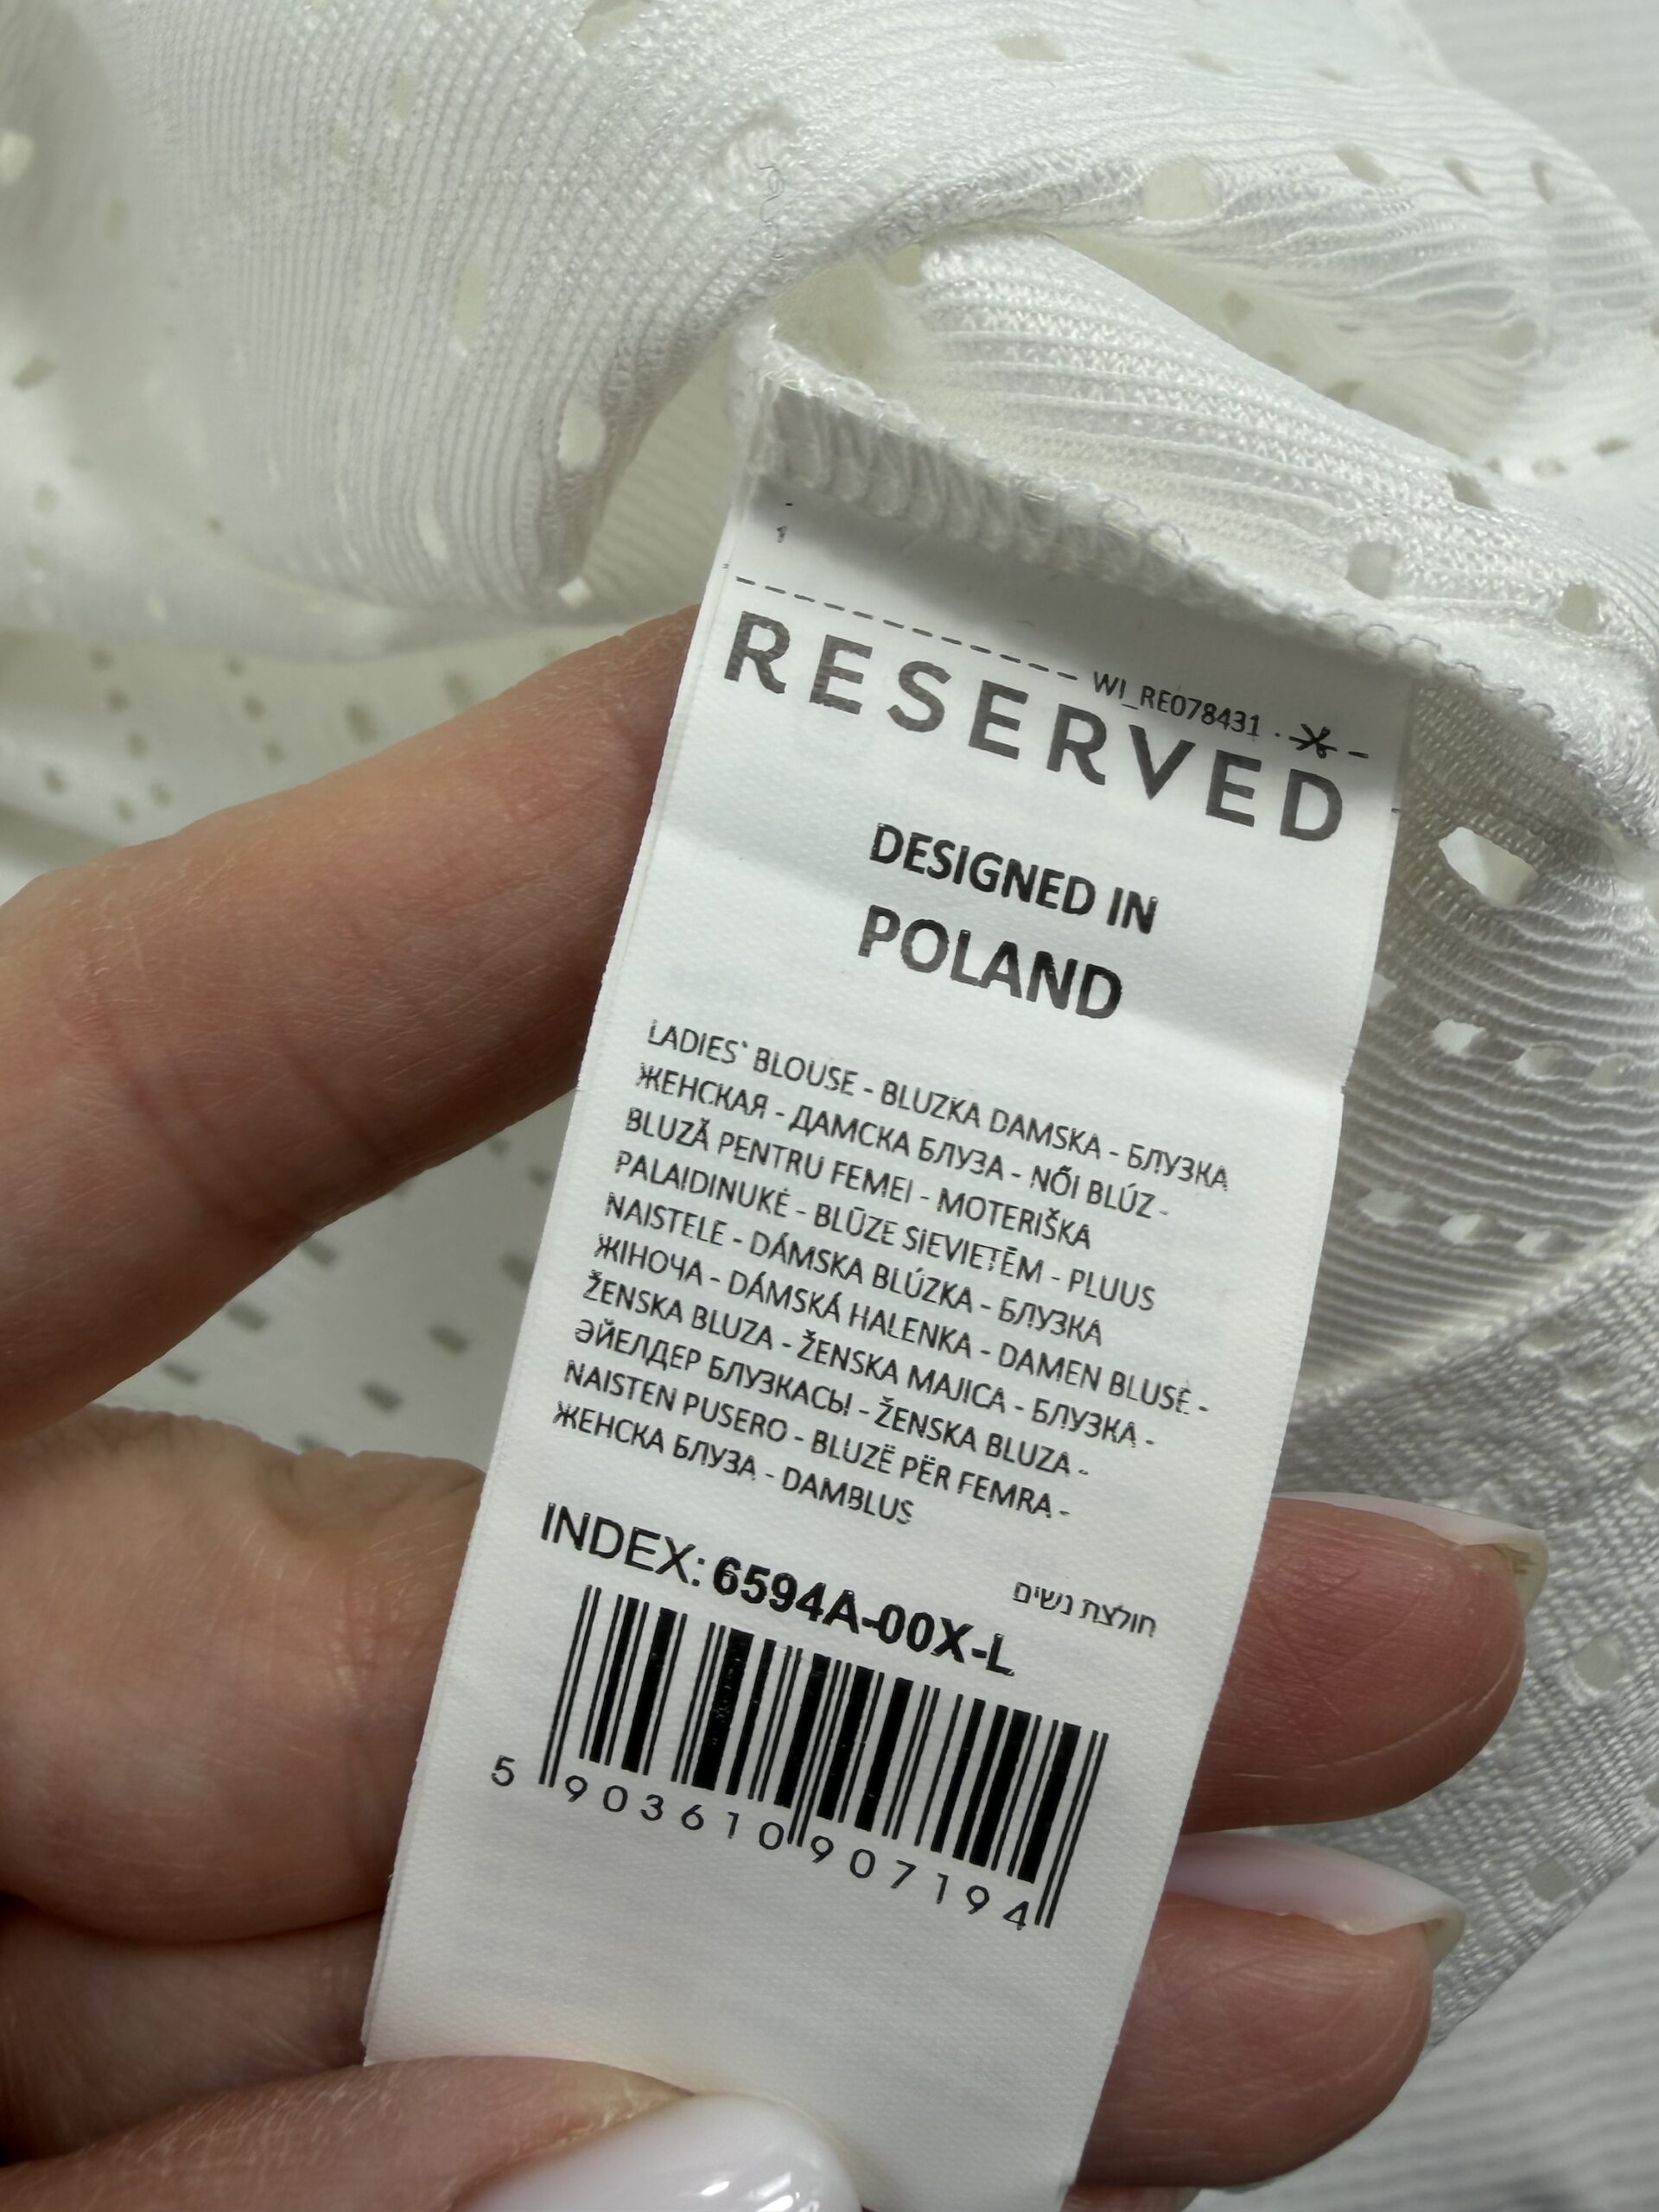 1
WI_RE078431
RESERVED
DESIGNED IN
POLAND
LADIES` BLOUSE - BLUZKA DAMSKA - БЛУЗКА
ЖЕНСКАЯ - ДАМСКА БЛУЗА - NŐI BLÚZ -
BLUZĂ PENTRU FEMEI - MOTERIŠKA
PALAIDINUKĖ - BLŪZE SIEVIETĒM - PLUUS
NAISTELE - DÁMSKA BLÚZKA - БЛУЗКА
ЖІНОЧА - DÁMSKÁ HALENKA - DAMEN BLUSE -
ŽENSKA BLUZA - ŽENSKA MAJICA - БЛУЗКА -
ӘЙЕЛДЕР БЛУЗКАСЫ - ŽENSKA BLUZA -
NAISTEN PUSERO - BLUZË PËR FEMRA -
ЖЕНСКА БЛУЗА - DAMBLUS
חולצת נשים
INDEX: 6594A-00X-L
5 903610 907194